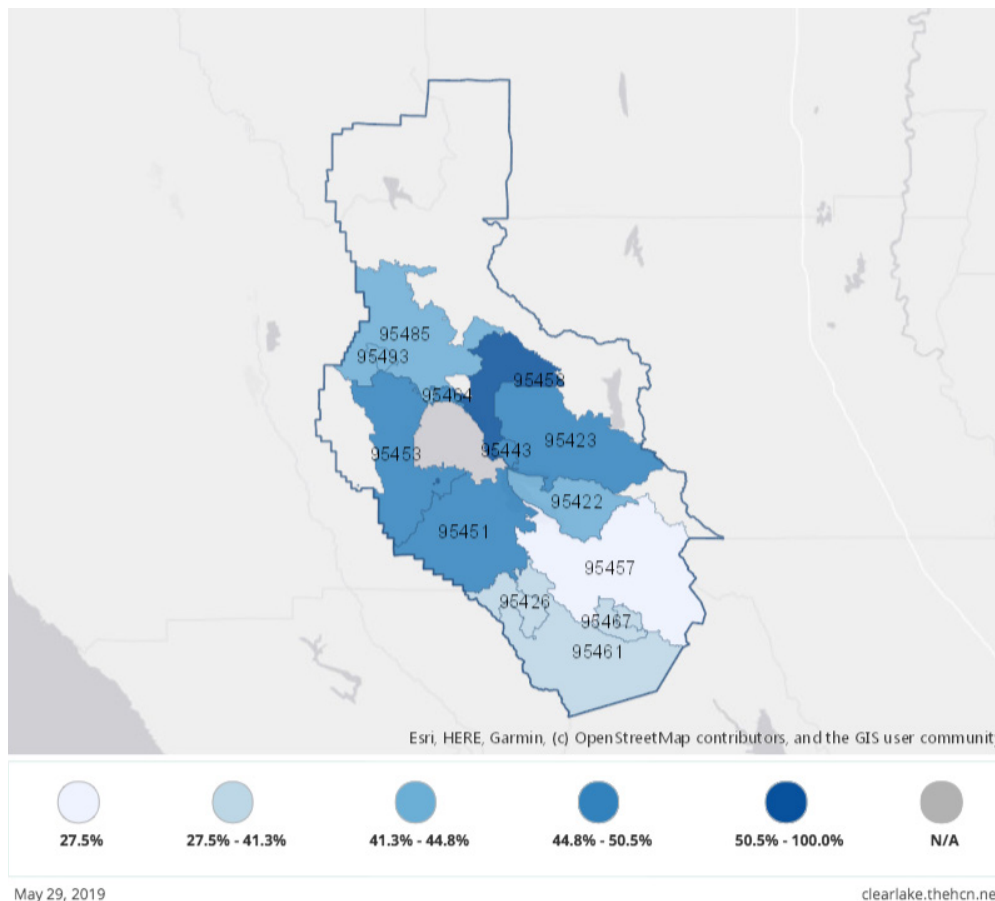 95485
95493
95458
95464
95423
95443
95453
95422
95451
95457
95426
95467
95461
Esri, HERE, Garmin, (c) OpenStreetMap contributors, and the GIS user communit
27.5%
27.5% - 41.3%
41.3% - 44.8%
44.8% - 50.5%
50.5% - 100.0%
N/A
May 29, 2019
clearlake.thehcn.ne